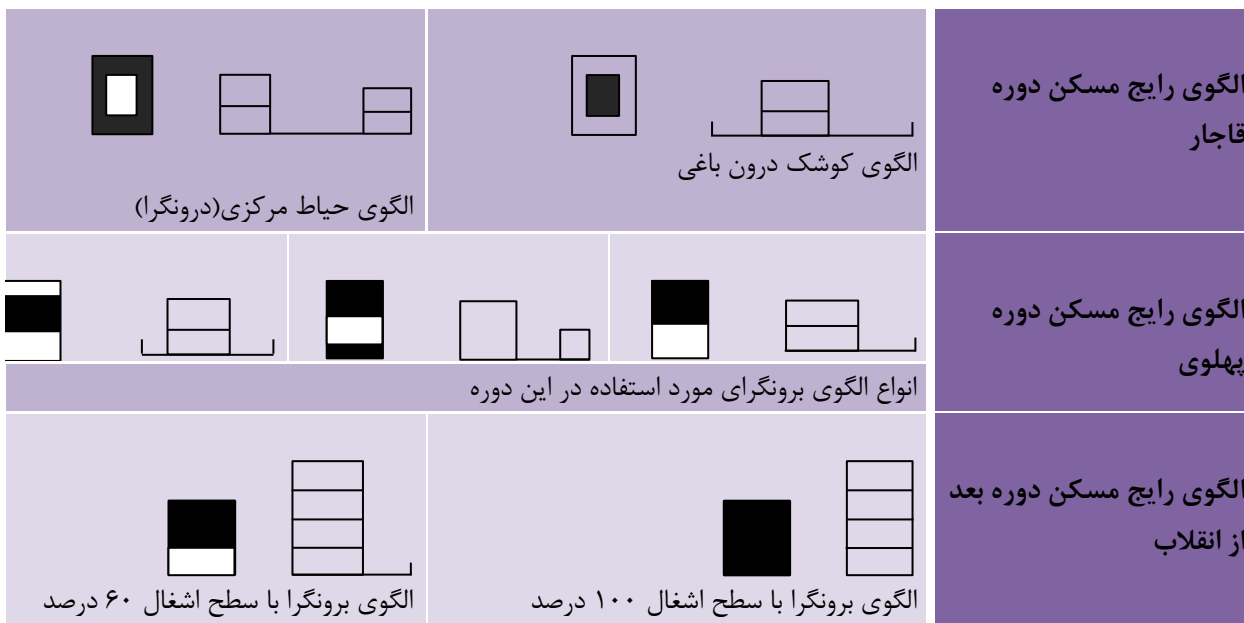 الگوی رایج مسکن دوره
قاجار
الگوی کوشک درون باغی
الگوی حیاط مرکزی(درونگرا)
الگوی رایج مسکن دوره
پهلوی
انواع الگوی برونگرای مورد استفاده در این دوره
الگوی رایج مسکن دوره بعد
از انقلاب
الگوی برونگرا با سطح اشغال ۱۰۰ درصد
الگوی برونگرا با سطح اشغال ۶۰ درصد